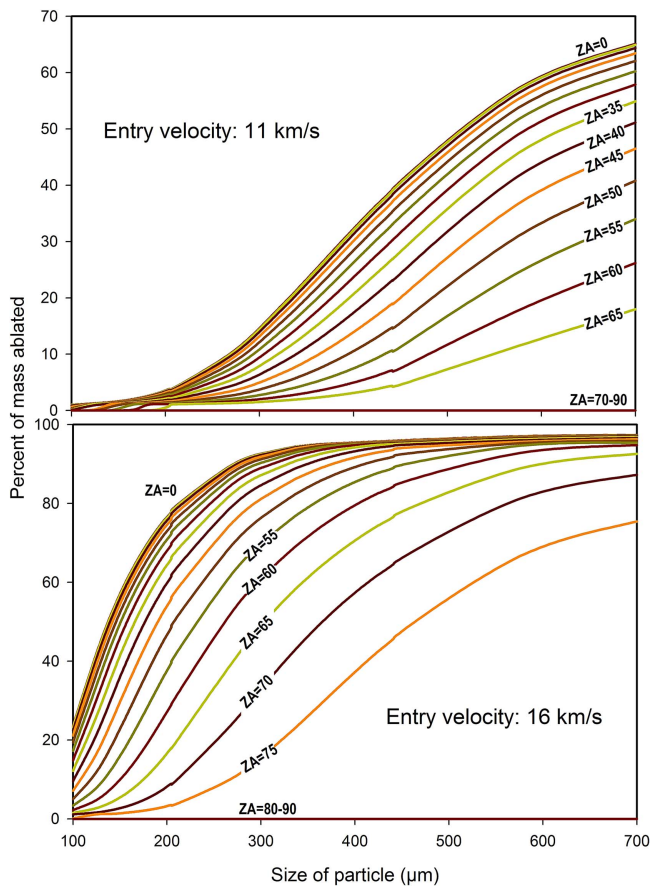 70
60
50
40
30
20
10
0
Entry velocity: 11 km/s
ZA=0
ZA=35
ZA=40
ZA=45
ZA=50
ZA=55
ZA=60
ZA=65
ZA=70-90
Percent of mass ablated
100
80
60
40
20
0
ZA=0
ZA=55
ZA=60
ZA=65
ZA=70
ZA=75
ZA=80-90
Entry velocity: 16 km/s
100 200 300 400 500 600 700
Size of particle (μm)